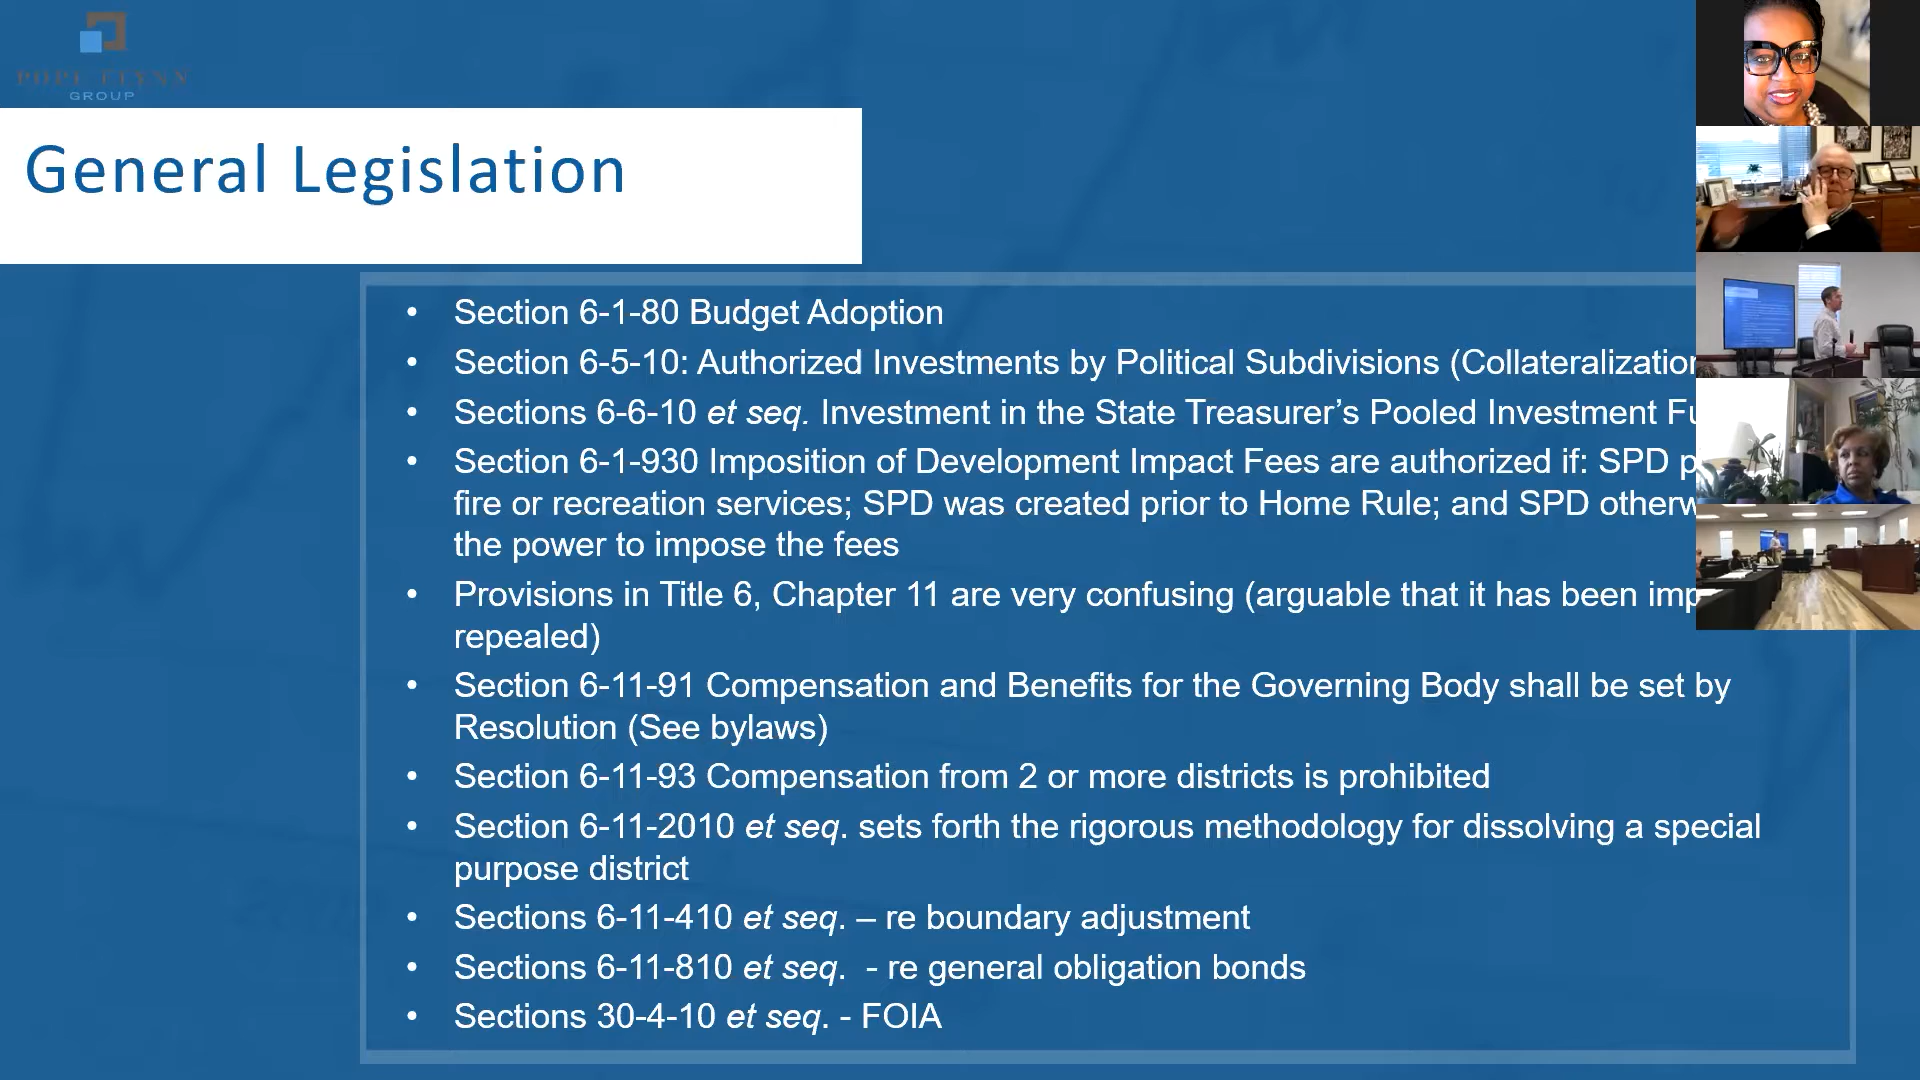 POPE FLYNN
GROUP
General Legislation
• Section 6-1-80 Budget Adoption
• Section 6-5-10: Authorized Investments by Political Subdivisions (Collateralization
• Sections 6-6-10 et seq. Investment in the State Treasurer’s Pooled Investment Fu
• Section 6-1-930 Imposition of Development Impact Fees are authorized if: SPD p
fire or recreation services; SPD was created prior to Home Rule; and SPD otherw
the power to impose the fees
• Provisions in Title 6, Chapter 11 are very confusing (arguable that it has been imp
repealed)
• Section 6-11-91 Compensation and Benefits for the Governing Body shall be set by
Resolution (See bylaws)
• Section 6-11-93 Compensation from 2 or more districts is prohibited
• Section 6-11-2010 et seq. sets forth the rigorous methodology for dissolving a special
purpose district
• Sections 6-11-410 et seq. – re boundary adjustment
• Sections 6-11-810 et seq.  - re general obligation bonds
• Sections 30-4-10 et seq. - FOIA